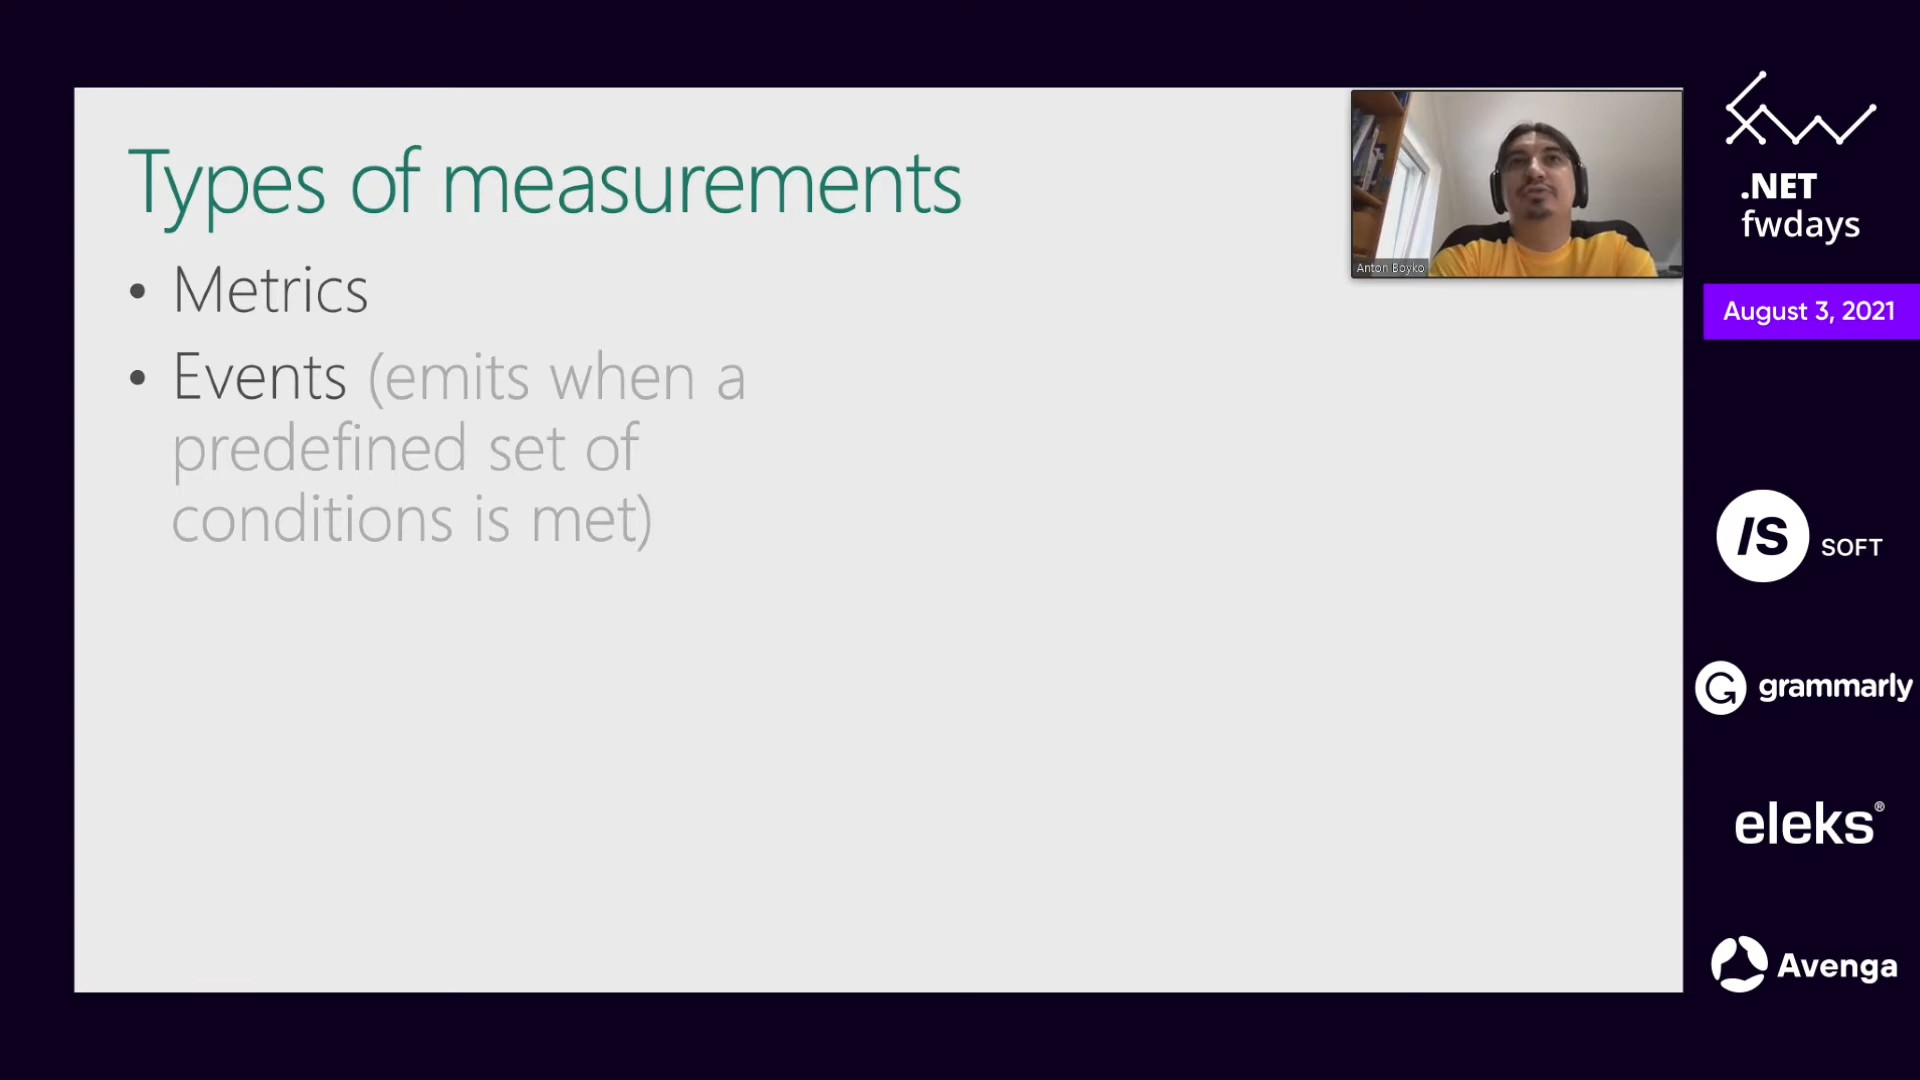 Types of measurements
• Metrics
• Events (emits when a
predefined set of
conditions is met)
Anton Boyko
.NET
fwdays
August 3, 2021
/S SOFT
G grammarly
eleks®
Avenga